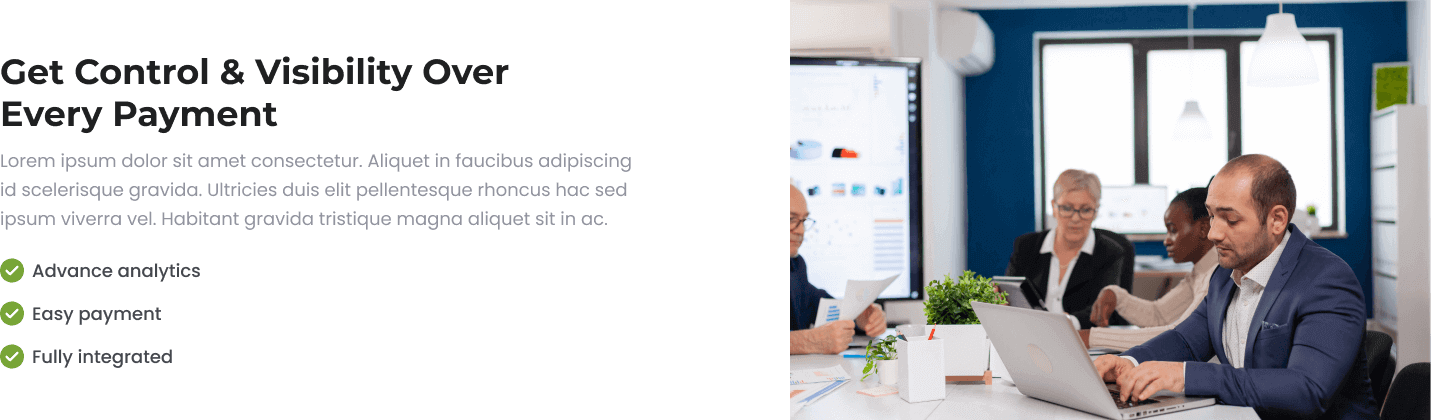 Get Control & Visibility Over
Every Payment
Lorem ipsum dolor sit amet consectetur. Aliquet in faucibus adipiscing
id scelerisque gravida. Ultricies duis elit pellentesque rhoncus hac sed
ipsum viverra vel. Habitant gravida tristique magna aliquet sit in ac.
Advance analytics
Easy payment
Fully integrated